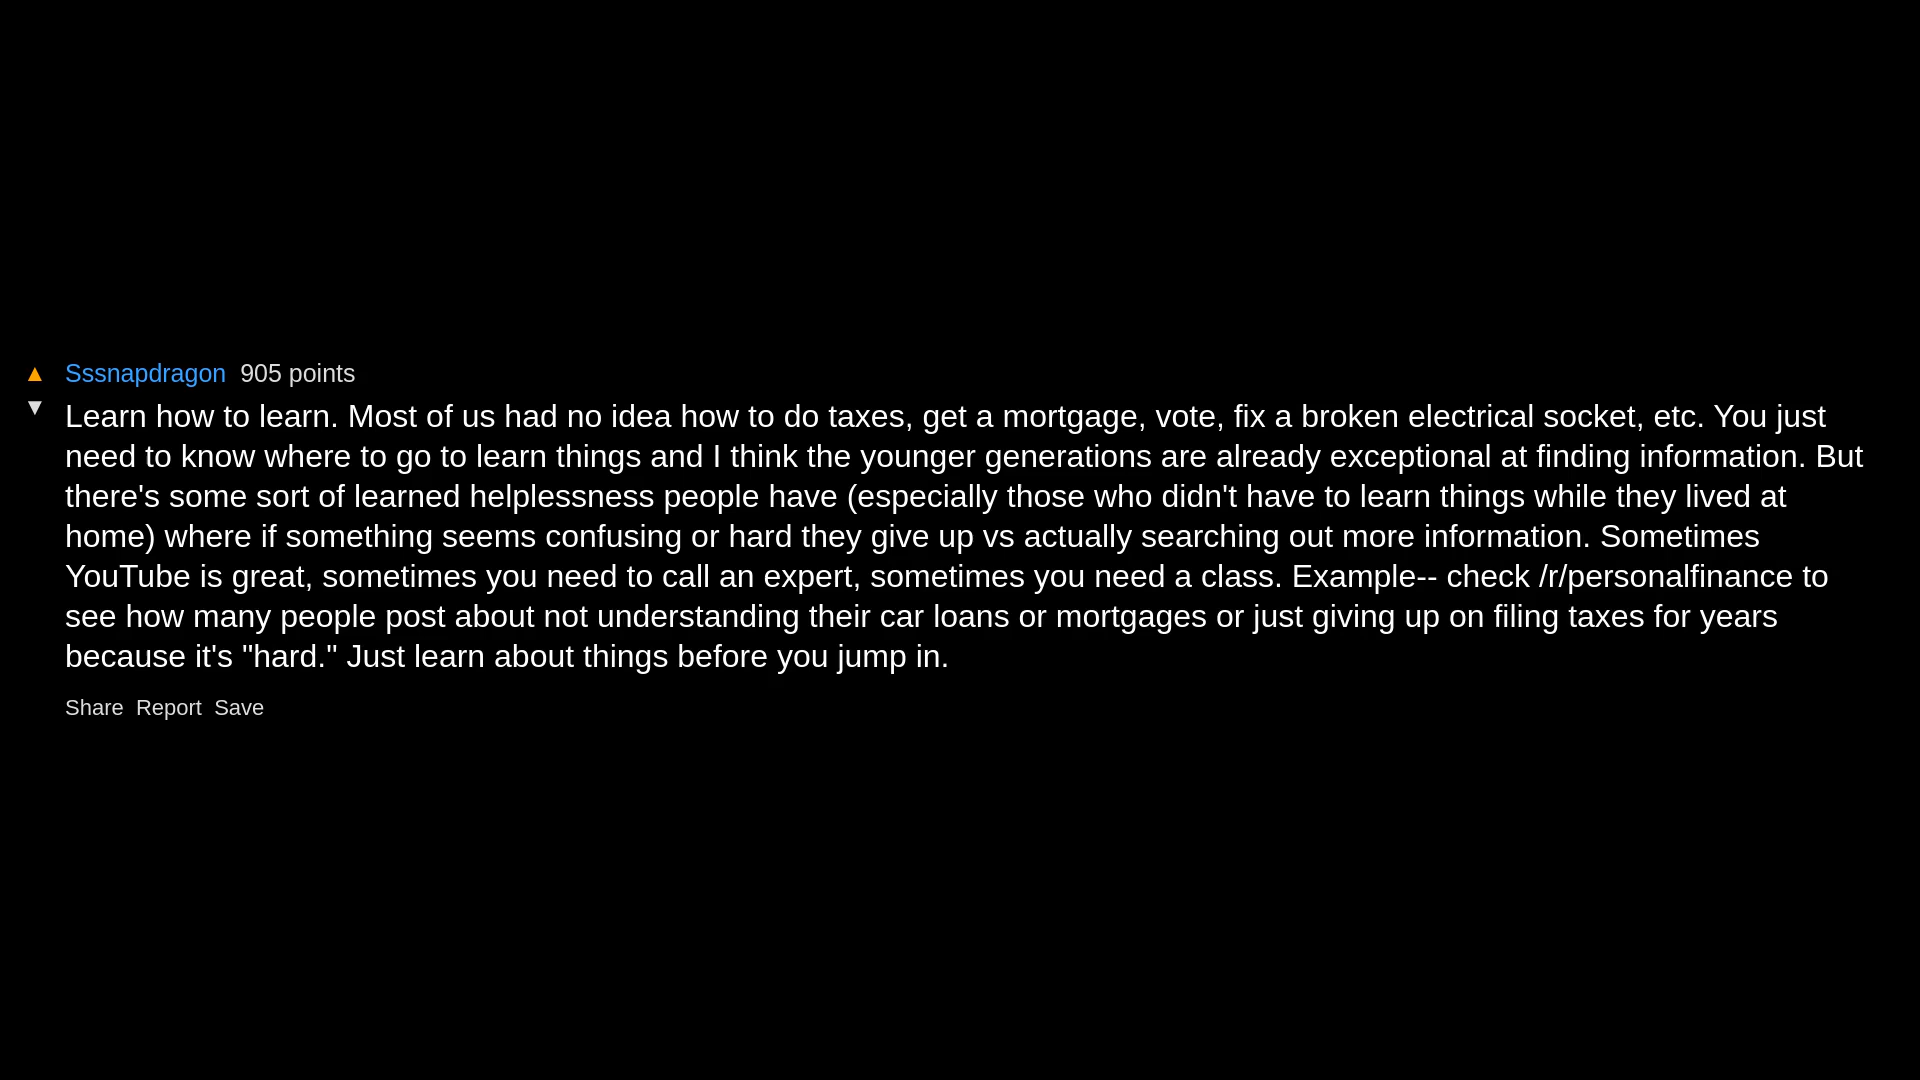 ▲ Sssnapdragon 905 points
▼
Learn how to learn. Most of us had no idea how to do taxes, get a mortgage, vote, fix a broken electrical socket, etc. You just
need to know where to go to learn things and I think the younger generations are already exceptional at finding information. But
there's some sort of learned helplessness people have (especially those who didn't have to learn things while they lived at
home) where if something seems confusing or hard they give up vs actually searching out more information. Sometimes
YouTube is great, sometimes you need to call an expert, sometimes you need a class. Example-- check /r/personalfinance to
see how many people post about not understanding their car loans or mortgages or just giving up on filing taxes for years
because it's "hard." Just learn about things before you jump in.
Share Report Save